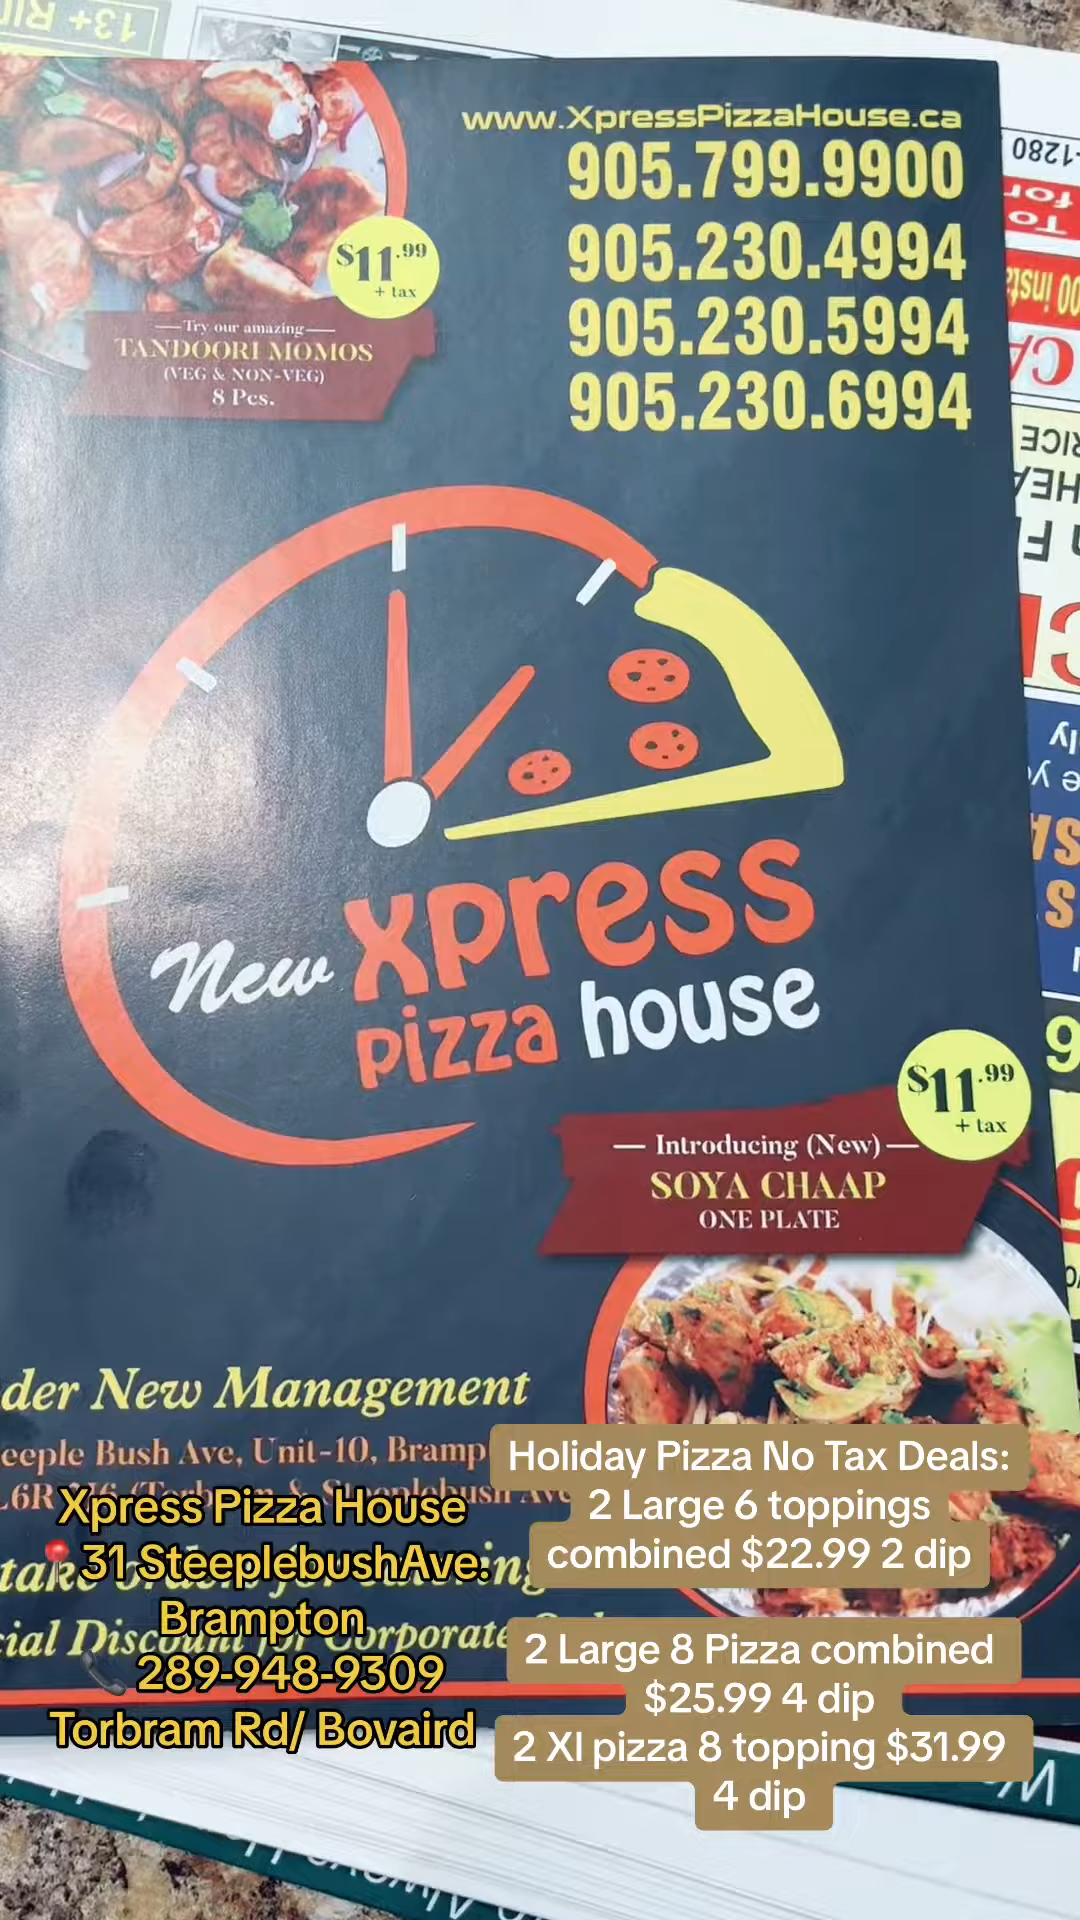 www.XpressPizzaHouse.ca
905.799.9900
905.230.4994
905.230.5994
905.230.6994
$11.99
+ tax
—Try our amazing—
TANDOORI MOMOS
(VEG & NON-VEG)
8 Pcs.
New xpress
pizza house
$11.99
+ tax
— Introducing (New) —
SOYA CHAAP
ONE PLATE
der New Management
eeple Bush Ave, Unit-10, Bramp
Xpress Pizza House
📍31 SteeplebushAve.
Brampton
📞 289-948-9309
Torbram Rd/ Bovaird
Holiday Pizza No Tax Deals:
2 Large 6 toppings
combined $22.99 2 dip
2 Large 8 Pizza combined
$25.99 4 dip
2 Xl pizza 8 topping $31.99
4 dip
13+
-1280
To
for